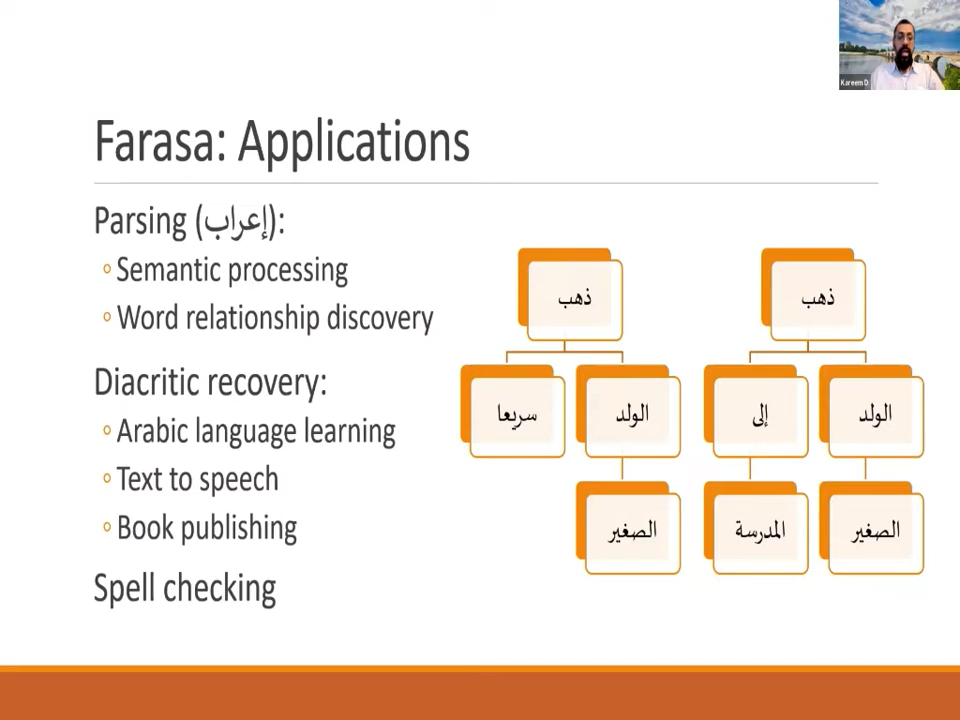 Kareem D
Farasa: Applications
Parsing (إعراب):
◦ Semantic processing
◦ Word relationship discovery
Diacritic recovery:
◦ Arabic language learning
◦ Text to speech
◦ Book publishing
Spell checking
ذهب
الولد
سريعا
الصغير
ذهب
الولد
إلى
الصغير
المدرسة